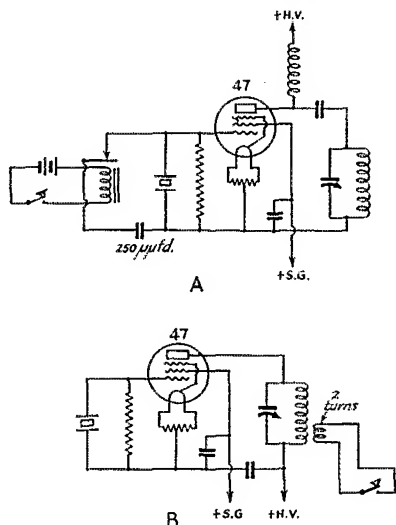 +H.V.
47
250 μμfd.
+S.G.
A
47
2
turns
+S.G
+H.V.
B